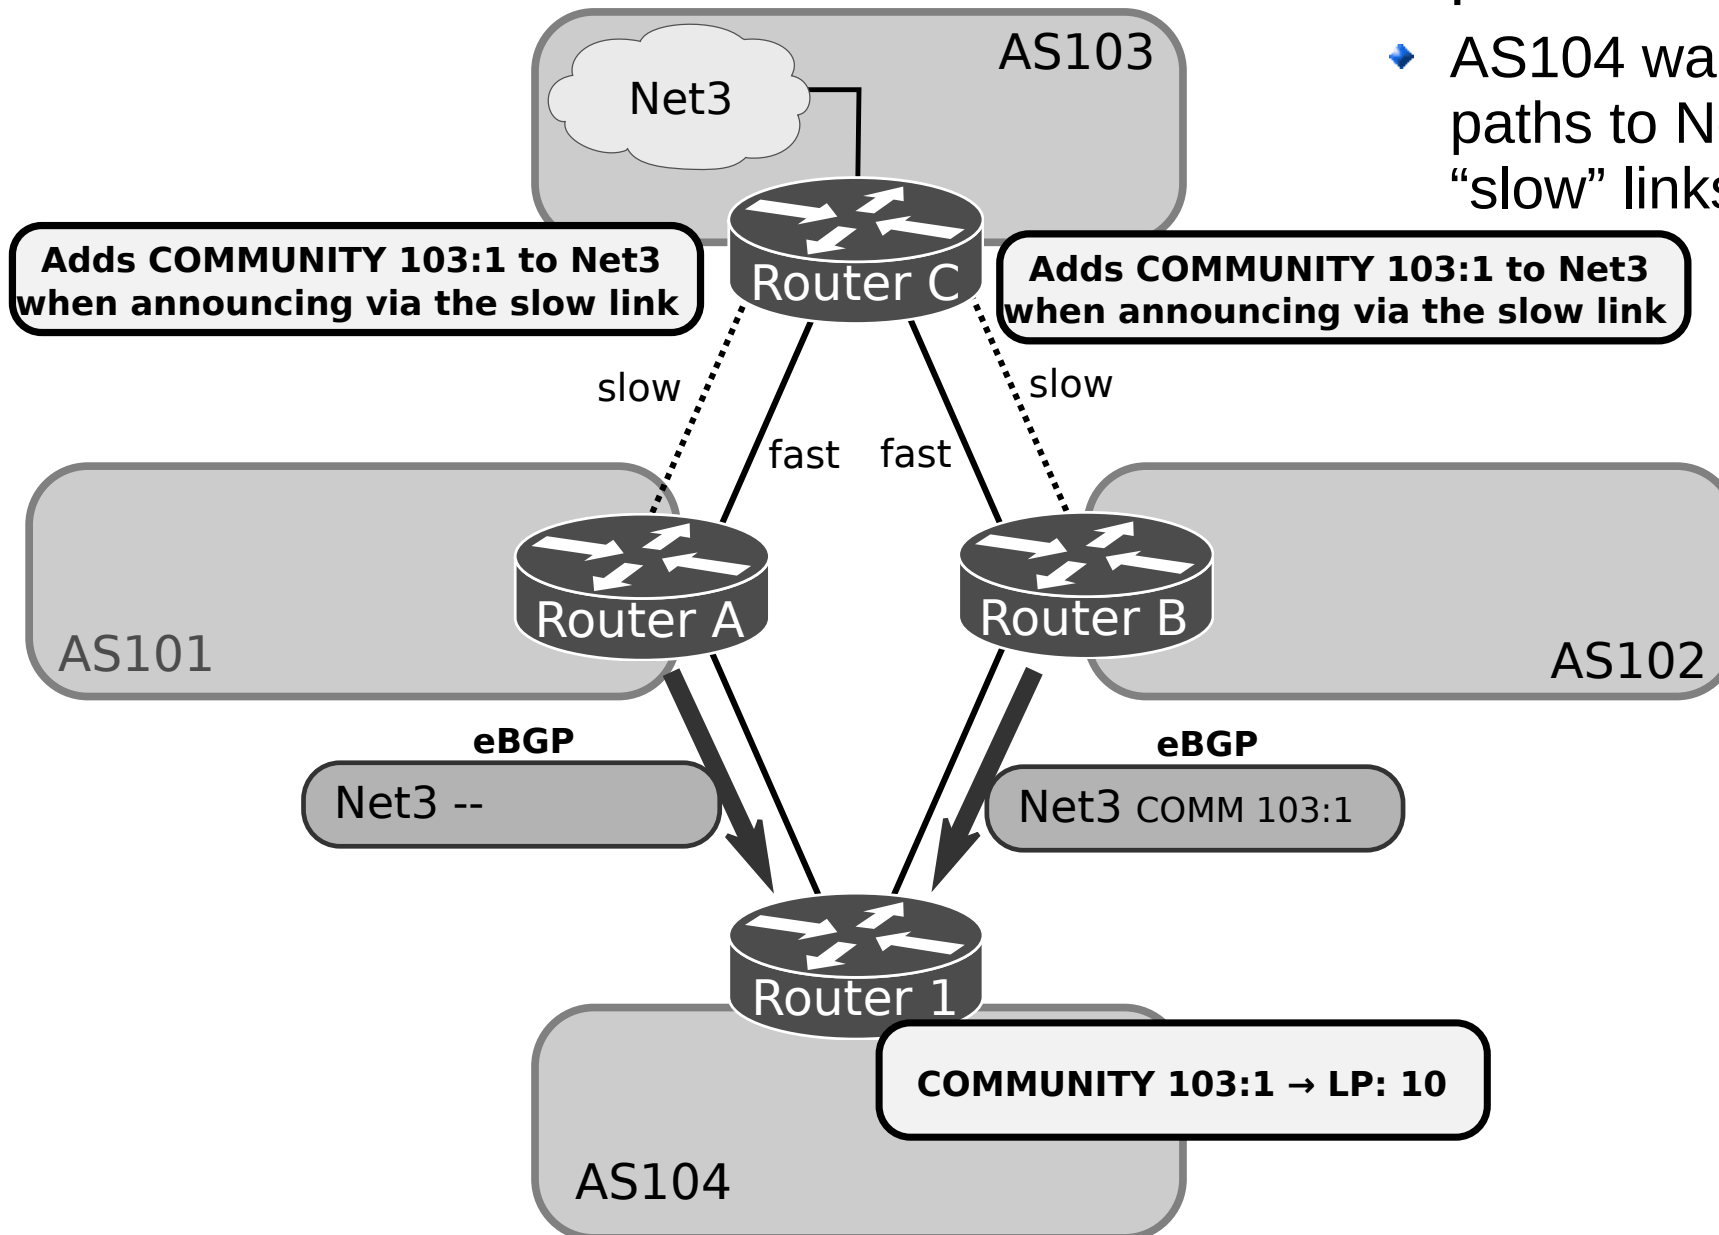 AS103
Net3
AS104
paths to
“slow”
Adds COMMUNITY 103:1 to Net3
when announcing via the slow link
Router C
Adds COMMUNITY 103:1 to Net3
when announcing via the slow link
slow
slow
fast
fast
Router A
Router B
AS101
AS102
eBGP
eBGP
Net3 --
Net3 COMM 103:1
Router 1
COMMUNITY 103:1 → LP: 10
AS104